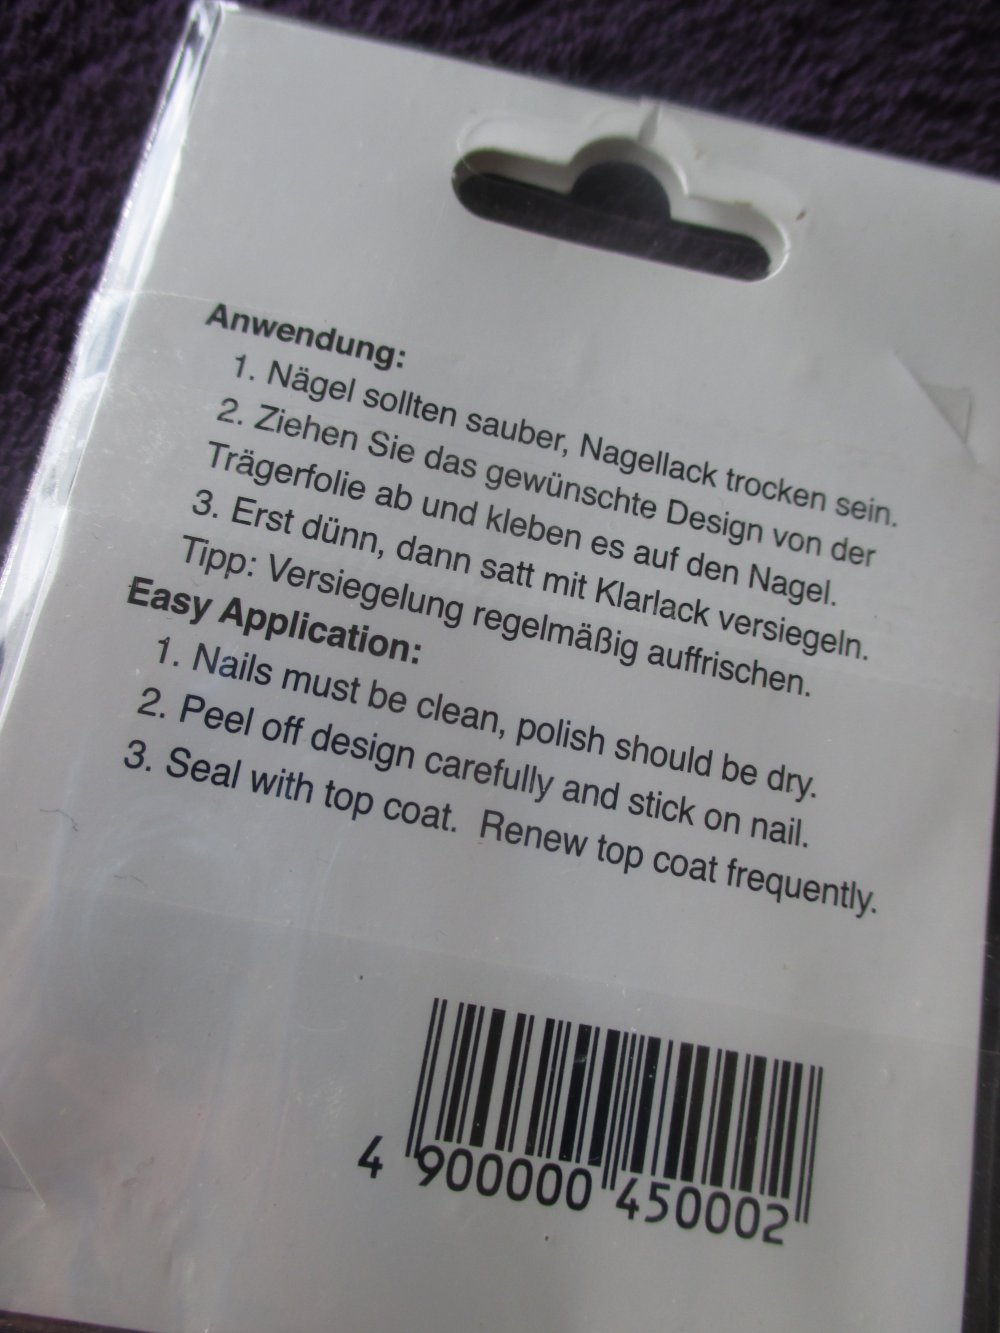 Anwendung:
1. Nägel sollten sauber, Nagellack trocken sein.
2. Ziehen Sie das gewünschte Design von der
Trägerfolie ab und kleben es auf den Nagel.
3. Erst dünn, dann satt mit Klarlack versiegeln.
Tipp: Versiegelung regelmäßig auffrischen.
Easy Application:
1. Nails must be clean, polish should be dry.
2. Peel off design carefully and stick on nail.
3. Seal with top coat. Renew top coat frequently.
4 900000 450002